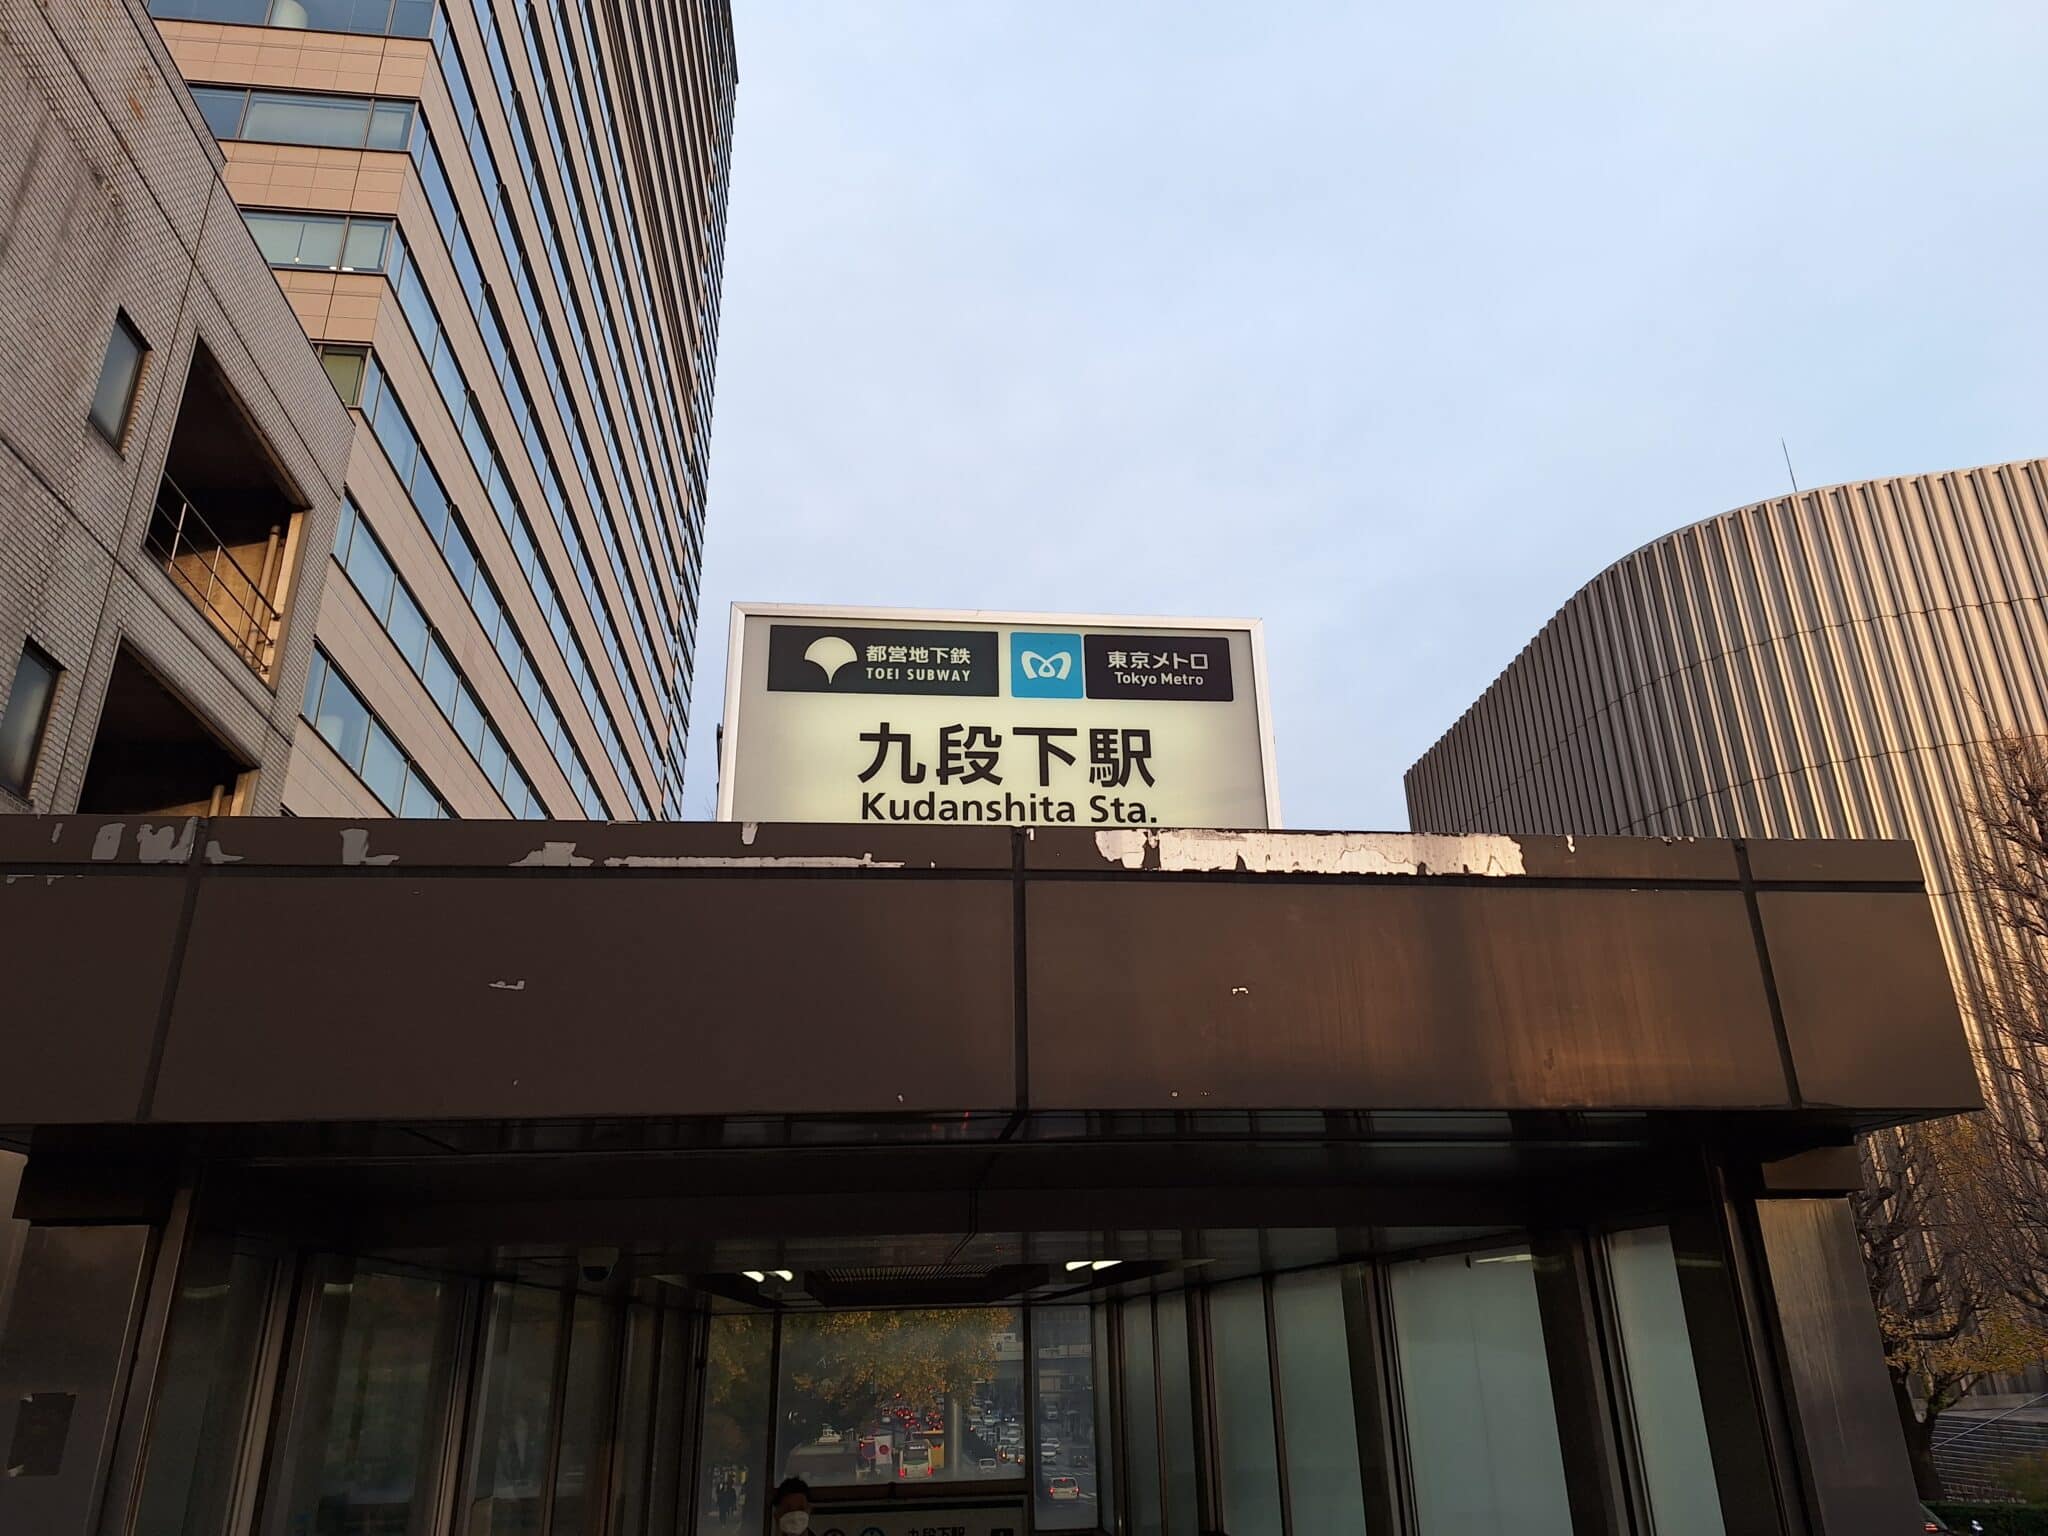 都営地下鉄
TOEI SUBWAY
東京メトロ
Tokyo Metro
九段下駅
Kudanshita Sta.
九段下駅